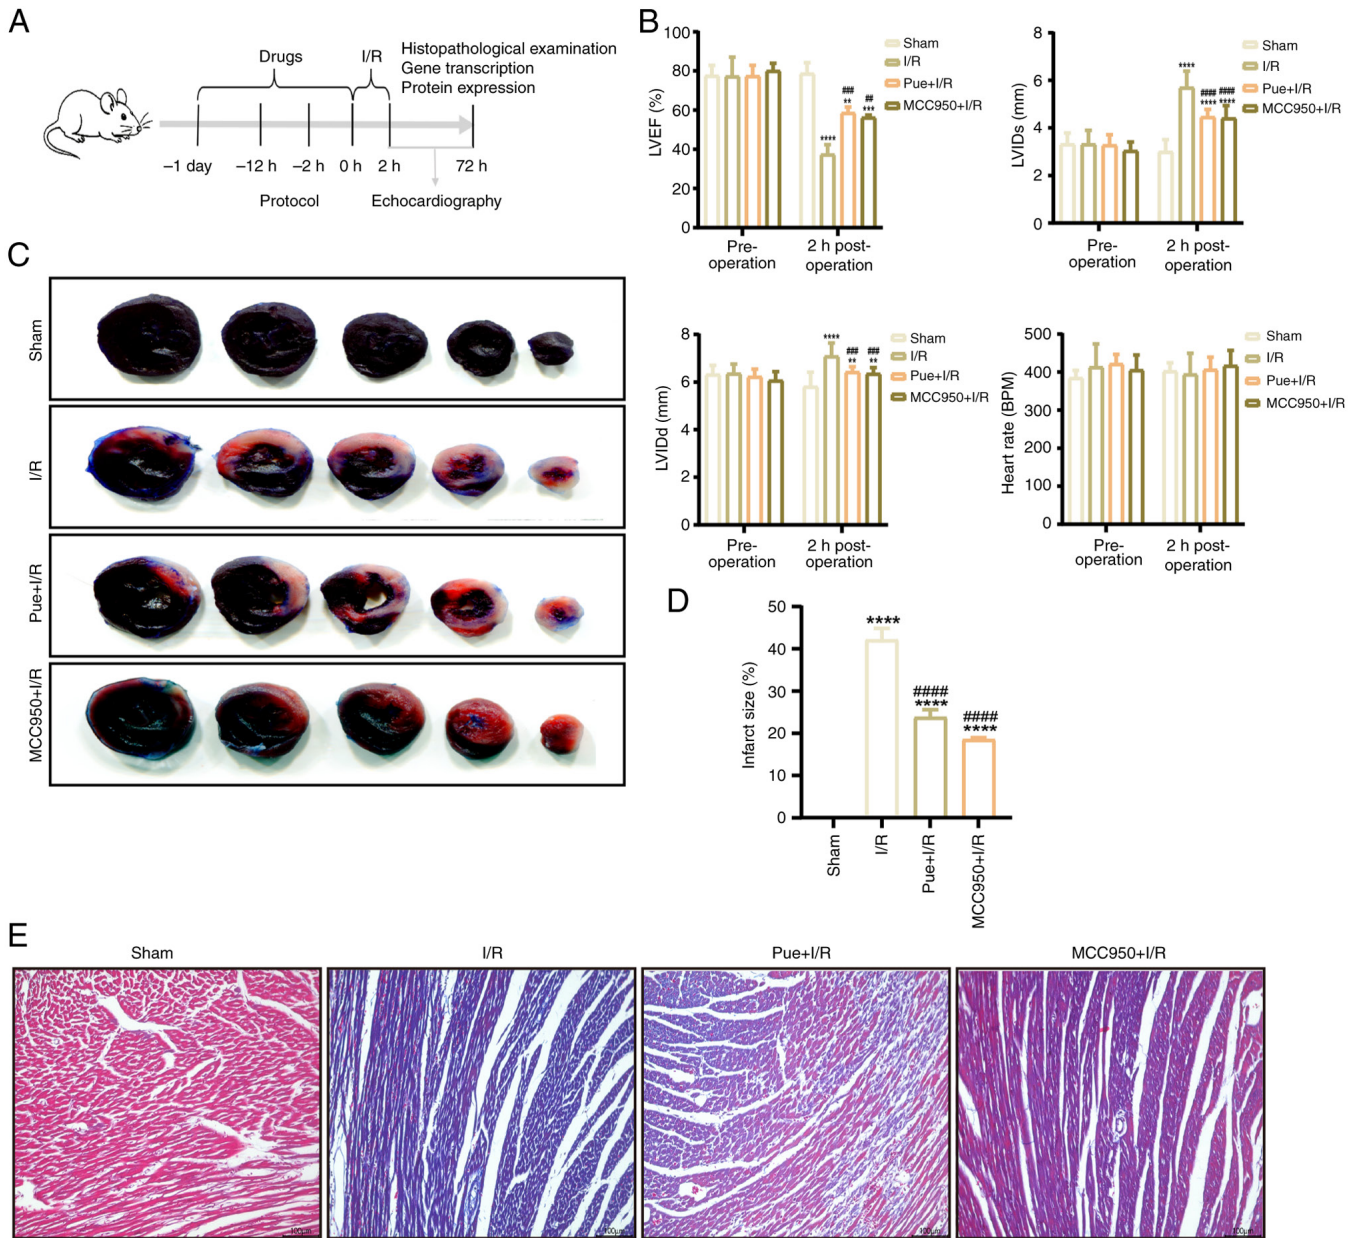 A
Drugs
I/R
Histopathological examination
Gene transcription
Protein expression
–1 day
–12 h
–2 h
0 h
2 h
72 h
Protocol
Echocardiography
B
LVEF (%)
100
80
60
40
20
0
****
###
**
##
***
Pre-
operation
2 h post-
operation
Sham
I/R
Pue+I/R
MCC950+I/R
LVIDs (mm)
8
6
4
2
0
****
####
****
####
****
Pre-
operation
2 h post-
operation
Sham
I/R
Pue+I/R
MCC950+I/R
LVIDd (mm)
8
6
4
2
0
****
###
**
###
**
Pre-
operation
2 h post-
operation
Sham
I/R
Pue+I/R
MCC950+I/R
Heart rate (BPM)
500
400
300
200
100
0
Pre-
operation
2 h post-
operation
Sham
I/R
Pue+I/R
MCC950+I/R
C
Sham
I/R
Pue+I/R
MCC950+I/R
D
Infarct size (%)
50
40
30
20
10
0
****
####
****
####
****
Sham
I/R
Pue+I/R
MCC950+I/R
E
Sham
I/R
Pue+I/R
MCC950+I/R
100μm
100μm
100μm
100μm